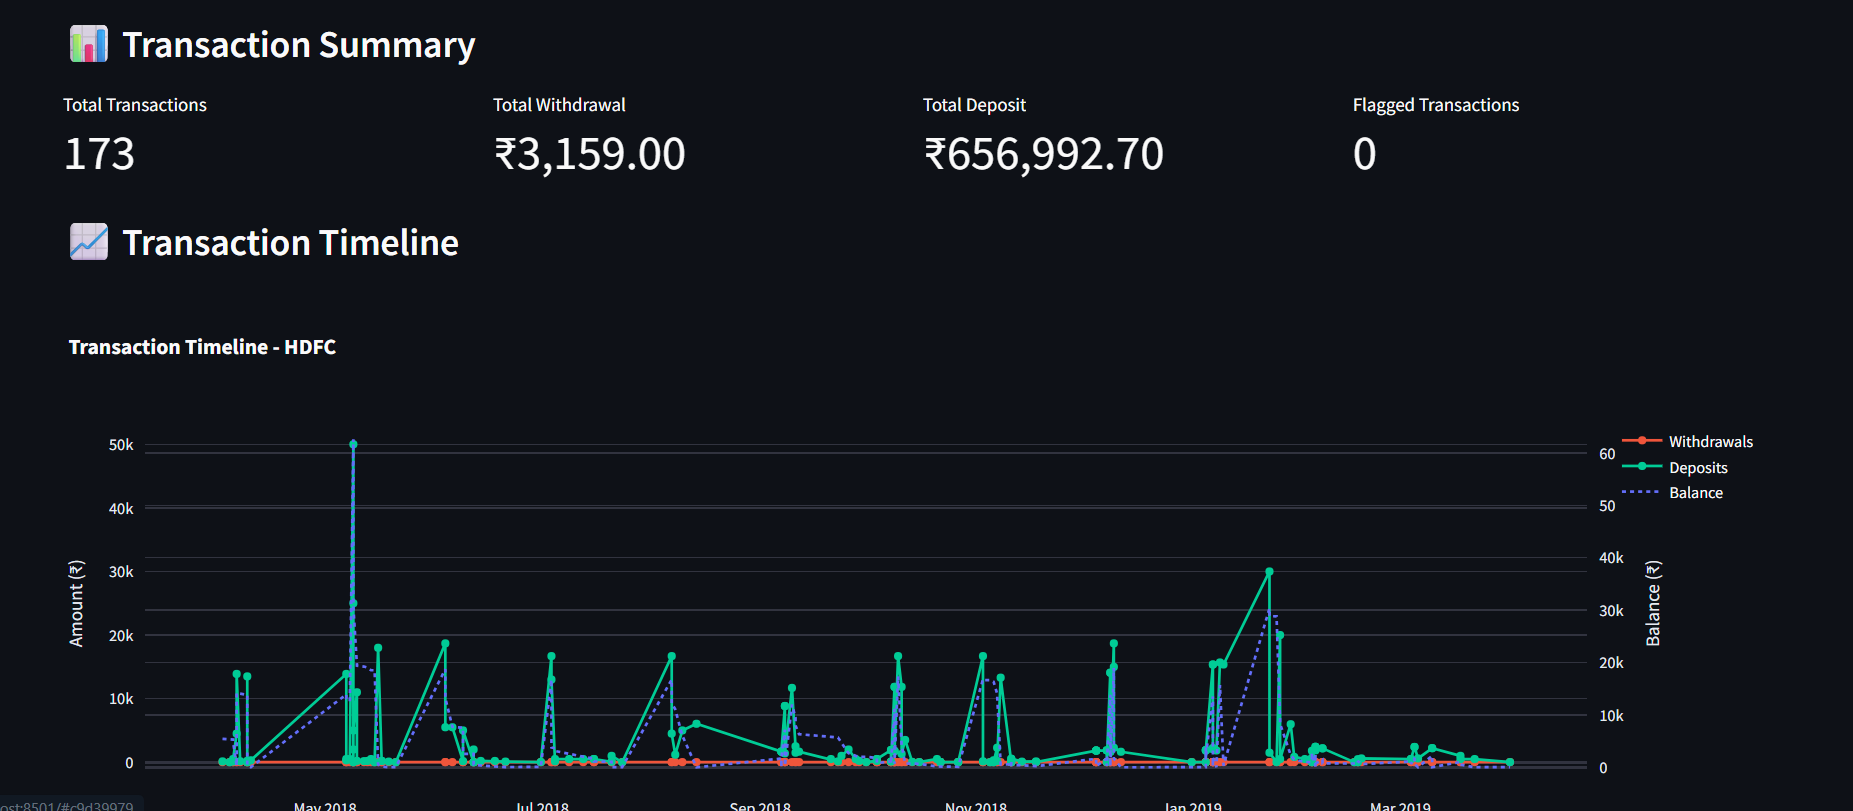 Transaction Summary
Total Transactions
173
Total Withdrawal
₹3,159.00
Total Deposit
₹656,992.70
Flagged Transactions
0
Transaction Timeline
Transaction Timeline - HDFC
50k
40k
30k
20k
10k
0
Amount (₹)
60
50
40k
30k
20k
10k
0
Balance (₹)
Withdrawals
Deposits
Balance
May 2018
Jul 2018
Sep 2018
Nov 2018
Jan 2019
Mar 2019
ost:8501/#c9d39979